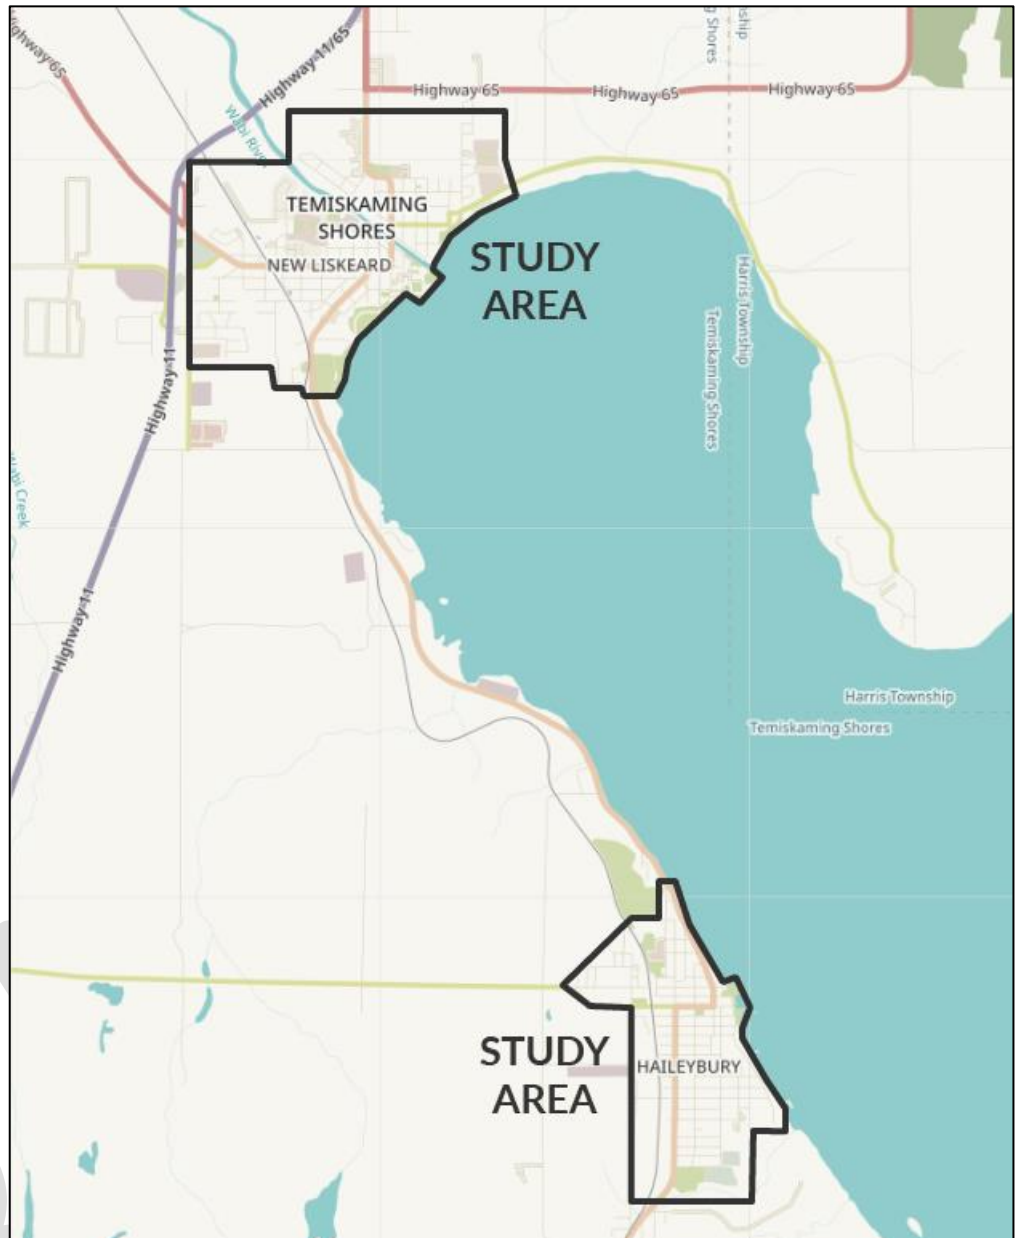 Highway 65
Highway 11/65
Shores
ship
Highway 65
Highway 65
Highway 65
Wabi River
TEMISKAMING
SHORES
NEW LISKEARD
STUDY
AREA
Harris Township
Temiskaming Shores
Highway 11
Wabi Creek
Highway 11
Harris Township
Temiskaming Shores
STUDY
AREA
HAILEYBURY